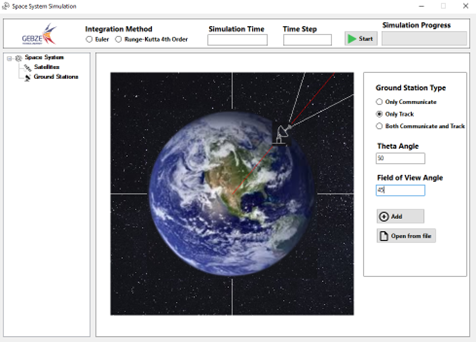 Space System Simulation
Integration Method
Euler
Runge-Kutta 4th Order
Simulation Time
Time Step
Start
Simulation Progress
GEBZE
Space System
Satellites
Ground Stations
Ground Station Type
Only Communicate
Only Track
Both Communicate and Track
Theta Angle
50
Field of View Angle
45
Add
Open from file